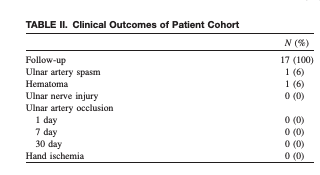 TABLE II. Clinical Outcomes of Patient Cohort
N (%)
Follow-up 17 (100)
Ulnar artery spasm 1 (6)
Hematoma 1 (6)
Ulnar nerve injury 0 (0)
Ulnar artery occlusion
1 day 0 (0)
7 day 0 (0)
30 day 0 (0)
Hand ischemia 0 (0)